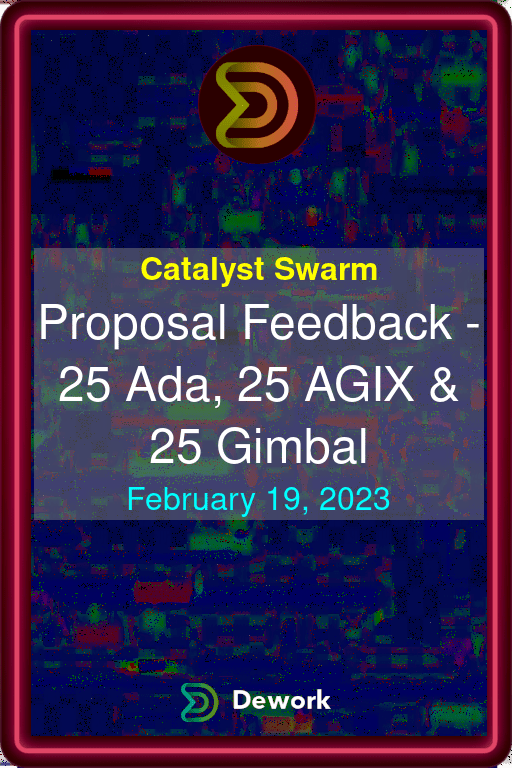 Catalyst Swarm
Proposal Feedback -
25 Ada, 25 AGIX &
25 Gimbal
February 19, 2023
Dework